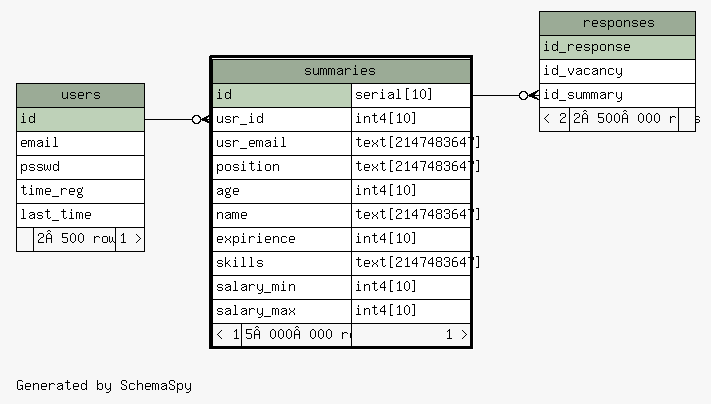 users
id
email
psswd
time_reg
last_time
2Â 500 row 1 >
summaries
id serial[10]
usr_id int4[10]
usr_email text[2147483647]
position text[2147483647]
age int4[10]
name text[2147483647]
expirience int4[10]
skills text[2147483647]
salary_min int4[10]
salary_max int4[10]
< 1 5Â 000Â 000 r 1 >
responses
id_response
id_vacancy
id_summary
< 2 2Â 500Â 000 r s
Generated by SchemaSpy